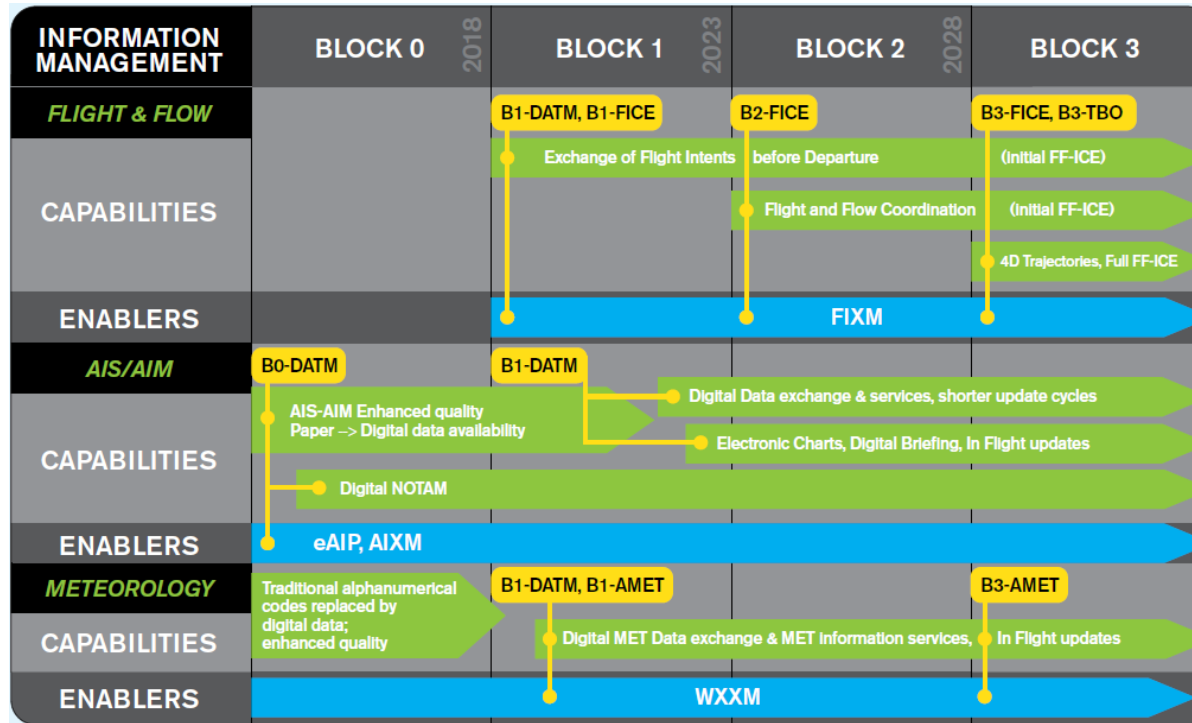 INFORMATION
MANAGEMENT
BLOCK 0
2018
BLOCK 1
2023
BLOCK 2
2028
BLOCK 3
FLIGHT & FLOW
B1-DATM, B1-FICE
B2-FICE
B3-FICE, B3-TBO
CAPABILITIES
Exchange of Flight Intents before Departure (initial FF-ICE)
Flight and Flow Coordination (initial FF-ICE)
4D Trajectories, Full FF-ICE
ENABLERS
FIXM
AIS/AIM
B0-DATM
B1-DATM
CAPABILITIES
AIS-AIM Enhanced quality
Paper --> Digital data availability
Digital Data exchange & services, shorter update cycles
Electronic Charts, Digital Briefing, In Flight updates
Digital NOTAM
ENABLERS
eAIP, AIXM
METEOROLOGY
Traditional alphanumerical
codes replaced by
digital data;
enhanced quality
B1-DATM, B1-AMET
B3-AMET
CAPABILITIES
Digital MET Data exchange & MET information services, In Flight updates
ENABLERS
WXXM